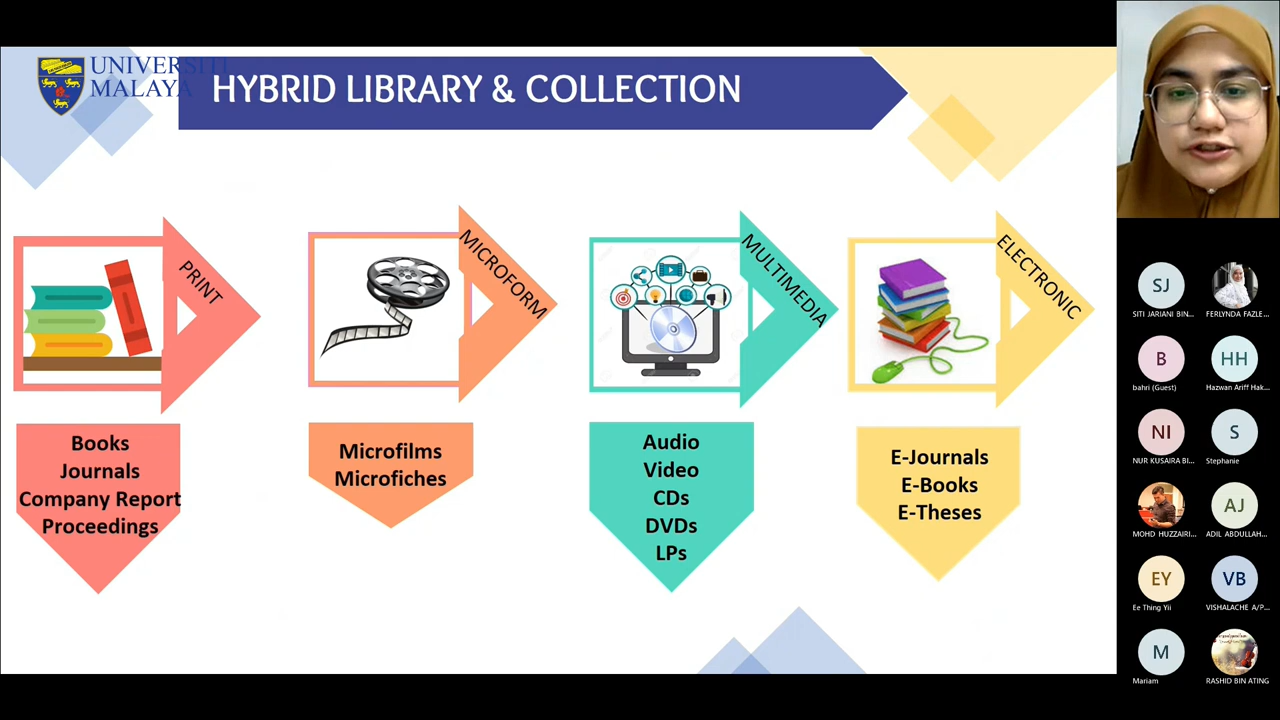 UNIVERSITI
MALAYA
HYBRID LIBRARY & COLLECTION
PRINT
MICROFORM
MULTIMEDIA
ELECTRONIC
Books
Journals
Company Report
Proceedings
Microfilms
Microfiches
Audio
Video
CDs
DVDs
LPs
E-Journals
E-Books
E-Theses
SJ
SITI JARIANI BIN...
FERLYNDA FAZLE...
B
bahri (Guest)
HH
Hazwan Ariff Hak...
NI
NUR KUSAIRA BI...
S
Stephanie
MOHD HUZZAIRI...
AJ
ADIL ABDULLAH...
EY
Ee Thing Yii
VB
VISHALACHE A/P...
M
Mariam
RASHID BIN ATING